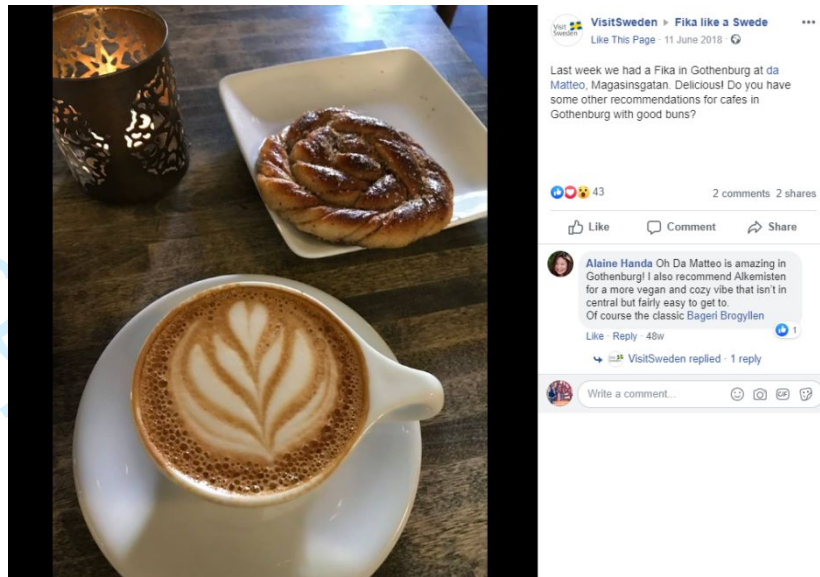 Visit Sweden
VisitSweden ▸ Fika like a Swede
Like This Page · 11 June 2018 ·
Last week we had a Fika in Gothenburg at da
Matteo, Magasinsgatan. Delicious! Do you have
some other recommendations for cafes in
Gothenburg with good buns?
43
2 comments 2 shares
Like Comment Share
Alaine Handa Oh Da Matteo is amazing in
Gothenburg! I also recommend Alkemisten
for a more vegan and cozy vibe that isn't in
central but fairly easy to get to.
Of course the classic Bageri Brogyllen
1
Like · Reply · 48w
VisitSweden replied · 1 reply
Write a comment...
GIF